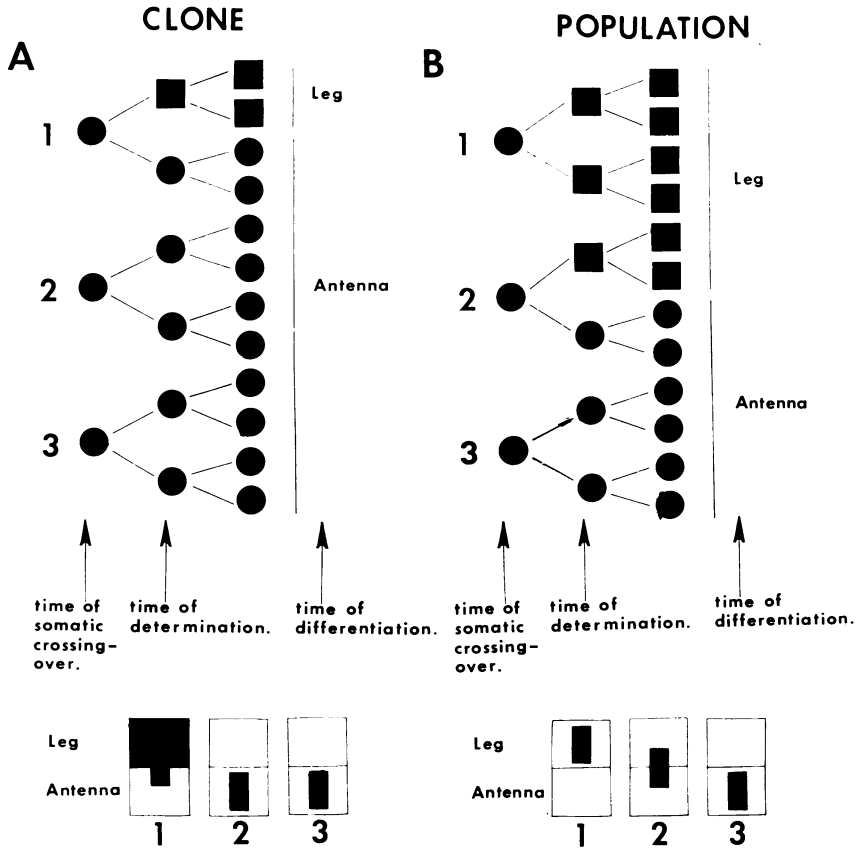 CLONE
A
1
2
3
Leg
Antenna
time of
somatic
crossing-
over.
time of
determination.
time of
differentiation.
Leg
Antenna
1 2 3
POPULATION
B
1
2
3
Leg
Antenna
time of
somatic
crossing-
over.
time of
determination.
time of
differentiation.
Leg
Antenna
1 2 3